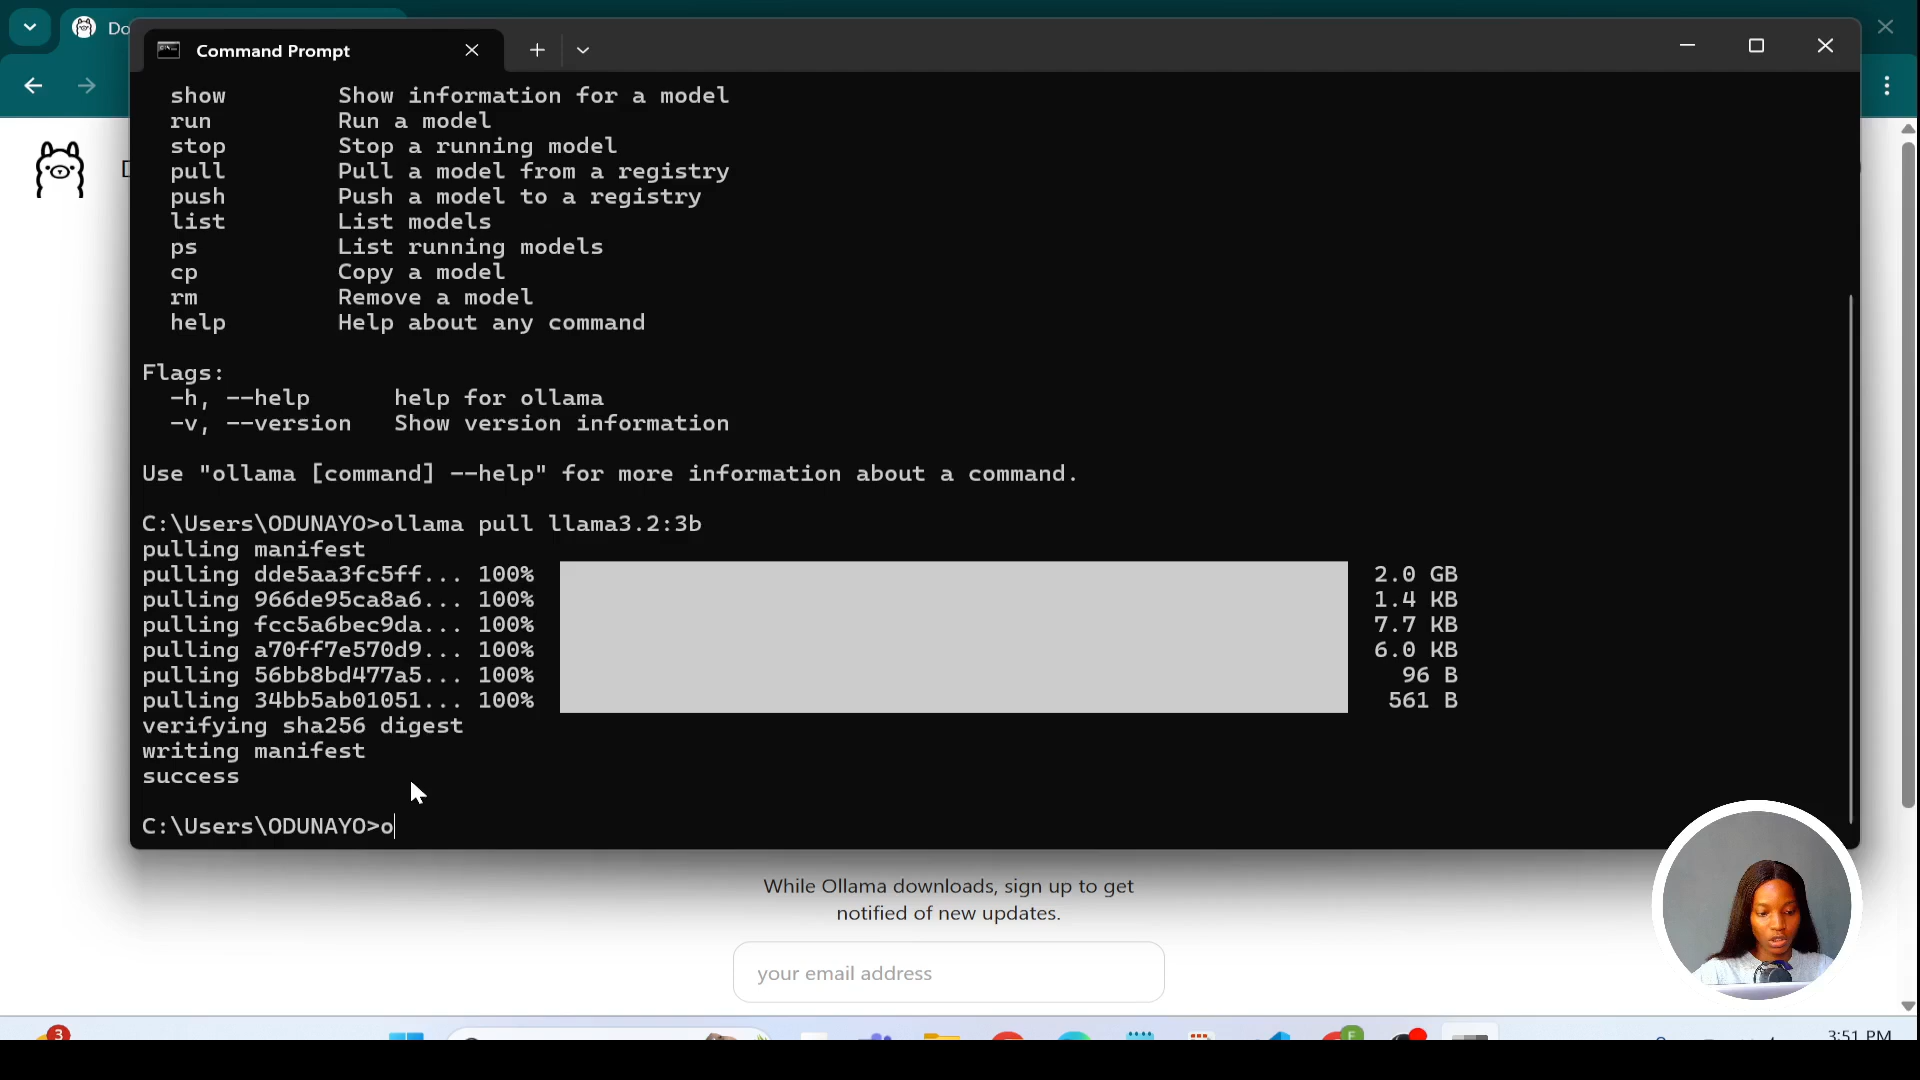 Do
Command Prompt
show Show information for a model
run Run a model
stop Stop a running model
pull Pull a model from a registry
push Push a model to a registry
list List models
ps List running models
cp Copy a model
rm Remove a model
help Help about any command
Flags:
-h, --help help for ollama
-v, --version Show version information
Use "ollama [command] --help" for more information about a command.
C:\Users\ODUNAYO>ollama pull llama3.2:3b
pulling manifest
pulling dde5aa3fc5ff... 100% 2.0 GB
pulling 966de95ca8a6... 100% 1.4 KB
pulling fcc5a6bec9da... 100% 7.7 KB
pulling a70ff7e570d9... 100% 6.0 KB
pulling 56bb8bd477a5... 100% 96 B
pulling 34bb5ab01051... 100% 561 B
verifying sha256 digest
writing manifest
success
C:\Users\ODUNAYO>o
While Ollama downloads, sign up to get
notified of new updates.
your email address
3
3:51 PM